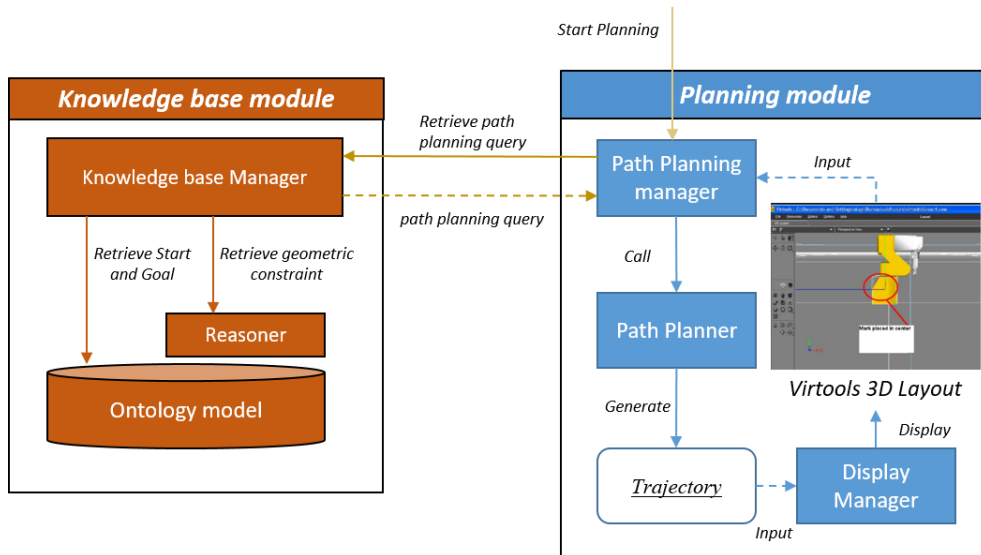 Start Planning
Knowledge base module
Planning module
Retrieve path
planning query
Knowledge base Manager
path planning query
Path Planning
manager
Input
Retrieve Start
and Goal
Retrieve geometric
constraint
Call
Reasoner
Path Planner
Mark placed in center
Virtools 3D Layout
Ontology model
Generate
Display
Trajectory
Input
Display
Manager